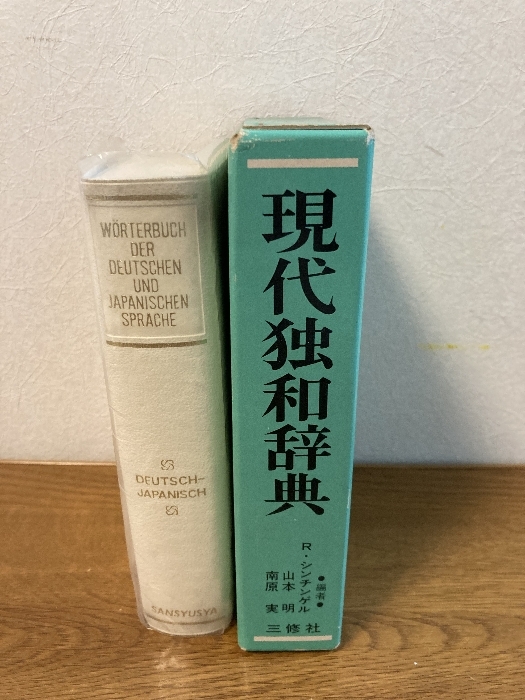 WÖRTERBUCH
DER
DEUTSCHEN
UND
JAPANISCHEN
SPRACHE
DEUTSCH-
JAPANISCH
SANSYUSYA
現代独和辞典
●編者●
R・シンチンゲル
山本 明
南原 実
三修社